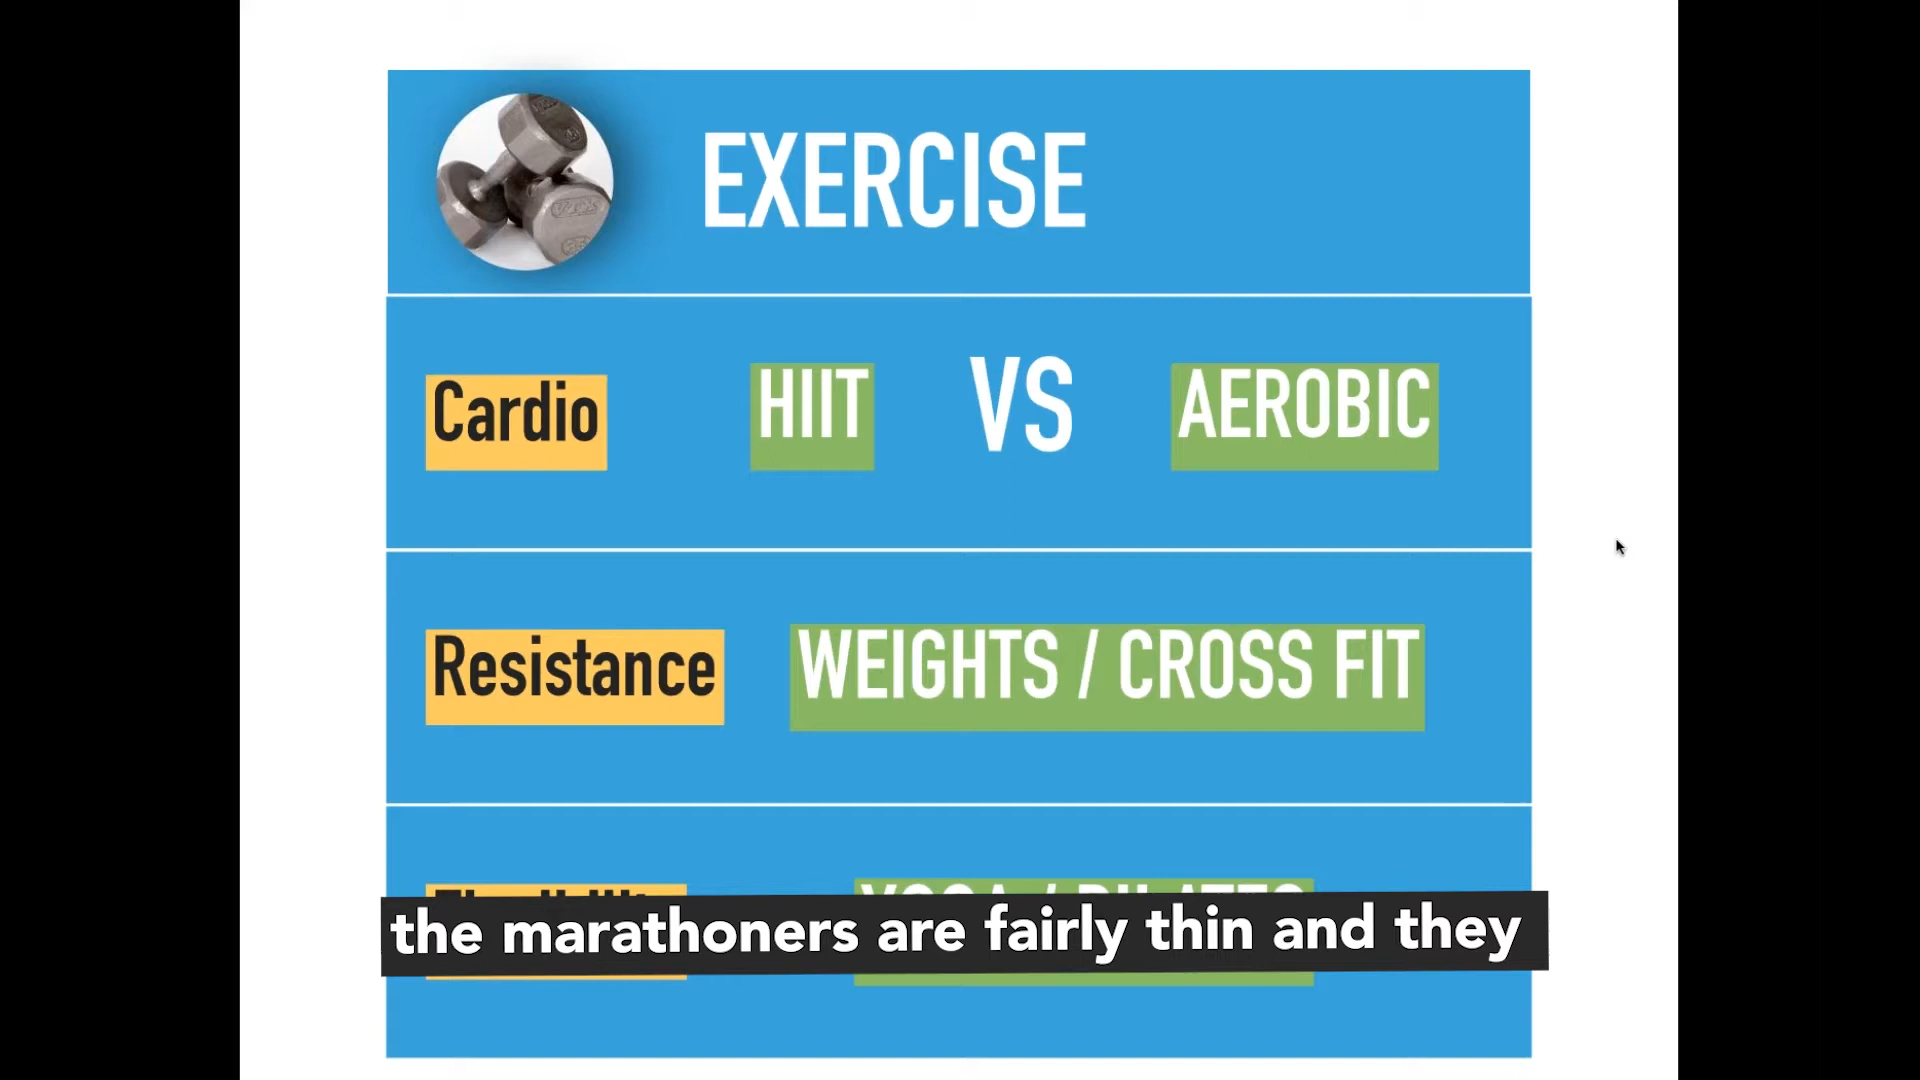 EXERCISE
Cardio HIIT VS AEROBIC
Resistance WEIGHTS / CROSS FIT
the marathoners are fairly thin and they